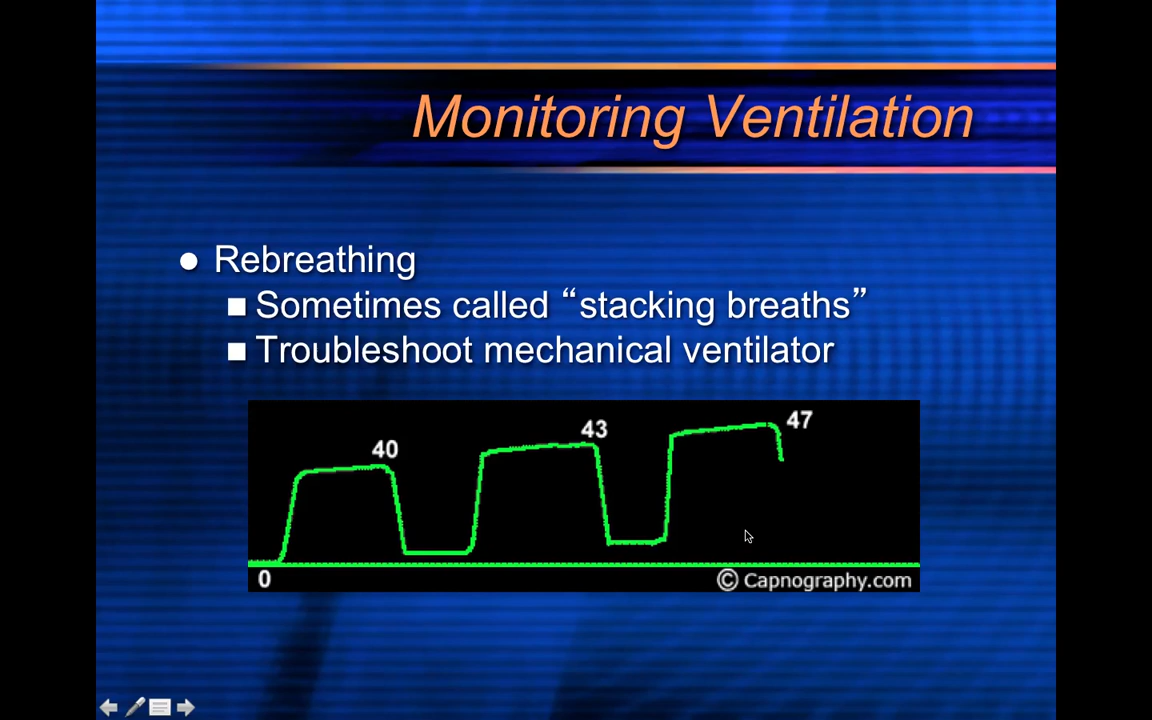 Monitoring Ventilation
Rebreathing
Sometimes called “stacking breaths”
Troubleshoot mechanical ventilator
40
43
47
0
© Capnography.com